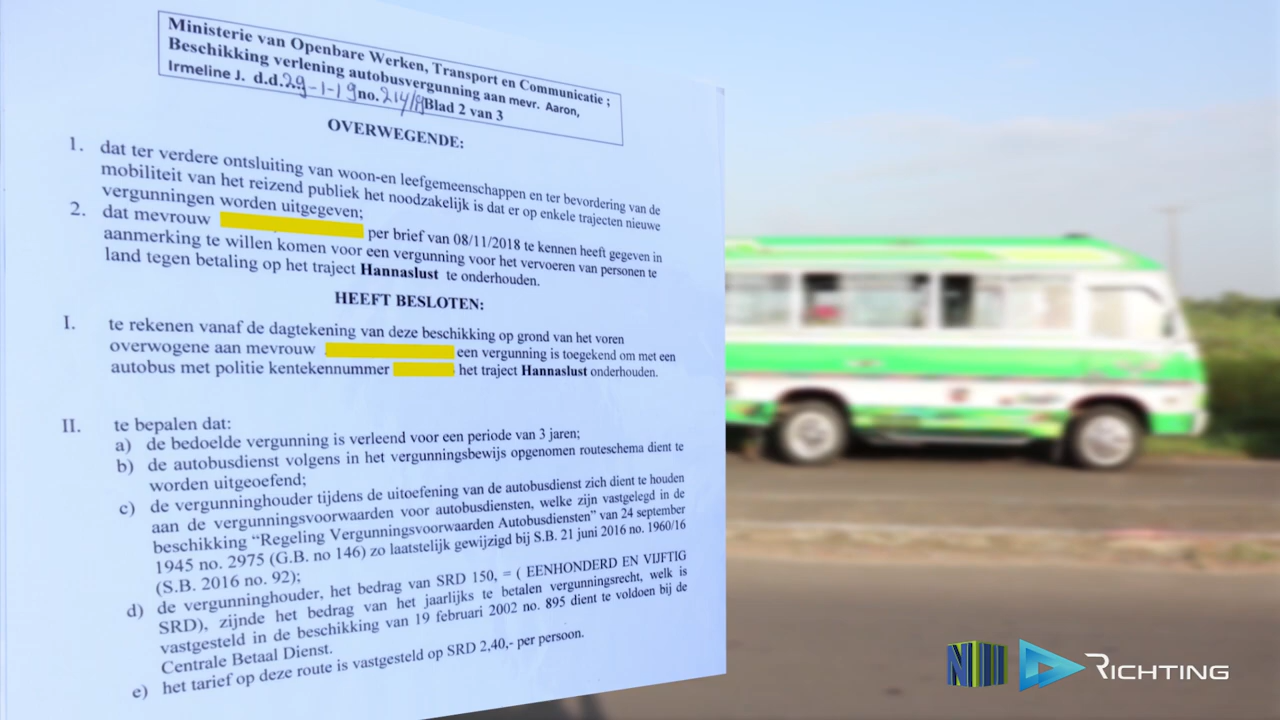 Ministerie van Openbare Werken, Transport en Communicatie ;
Beschikking verlening autobusvergunning aan mevr. Aaron,
Irmeline J. d.d. 29-1-19 no. 214/19 Blad 2 van 3
OVERWEGENDE:
1. dat ter verdere ontsluiting van woon-en leefgemeenschappen en ter bevordering van de
mobiliteit van het reizend publiek het noodzakelijk is dat er op enkele trajecten nieuwe
vergunningen worden uitgegeven;
2. dat mevrouw per brief van 08/11/2018 te kennen heeft gegeven in
aanmerking te willen komen voor een vergunning voor het vervoeren van personen te
land tegen betaling op het traject Hannaslust te onderhouden.
HEEFT BESLOTEN:
I. te rekenen vanaf de dagtekening van deze beschikking op grond van het voren
overwogene aan mevrouw een vergunning is toegekend om met een
autobus met politie kentekennummer het traject Hannaslust onderhouden.
II. te bepalen dat:
a) de bedoelde vergunning is verleend voor een periode van 3 jaren;
b) de autobusdienst volgens in het vergunningsbewijs opgenomen routeschema dient te
worden uitgeoefend;
c) de vergunninghouder tijdens de uitoefening van de autobusdienst zich dient te houden
aan de vergunningsvoorwaarden voor autobusdiensten, welke zijn vastgelegd in de
beschikking “Regeling Vergunningsvoorwaarden Autobusdiensten” van 24 september
1945 no. 2975 (G.B. no 146) zo laatstelijk gewijzigd bij S.B. 21 juni 2016 no. 1960/16
(S.B. 2016 no. 92);
d) de vergunninghouder, het bedrag van SRD 150, = ( EENHONDERD EN VIJFTIG
SRD), zijnde het bedrag van het jaarlijks te betalen vergunningsrecht, welk is
vastgesteld in de beschikking van 19 februari 2002 no. 895 dient te voldoen bij de
Centrale Betaal Dienst.
e) het tarief op deze route is vastgesteld op SRD 2,40,- per persoon.
NII RICHTING